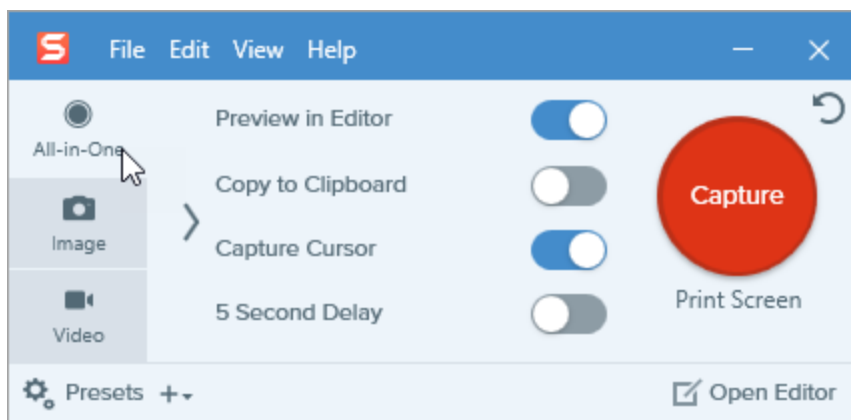 S File Edit View Help
All-in-One
Image
Video
Preview in Editor
Copy to Clipboard
Capture Cursor
5 Second Delay
Capture
Print Screen
Presets
Open Editor